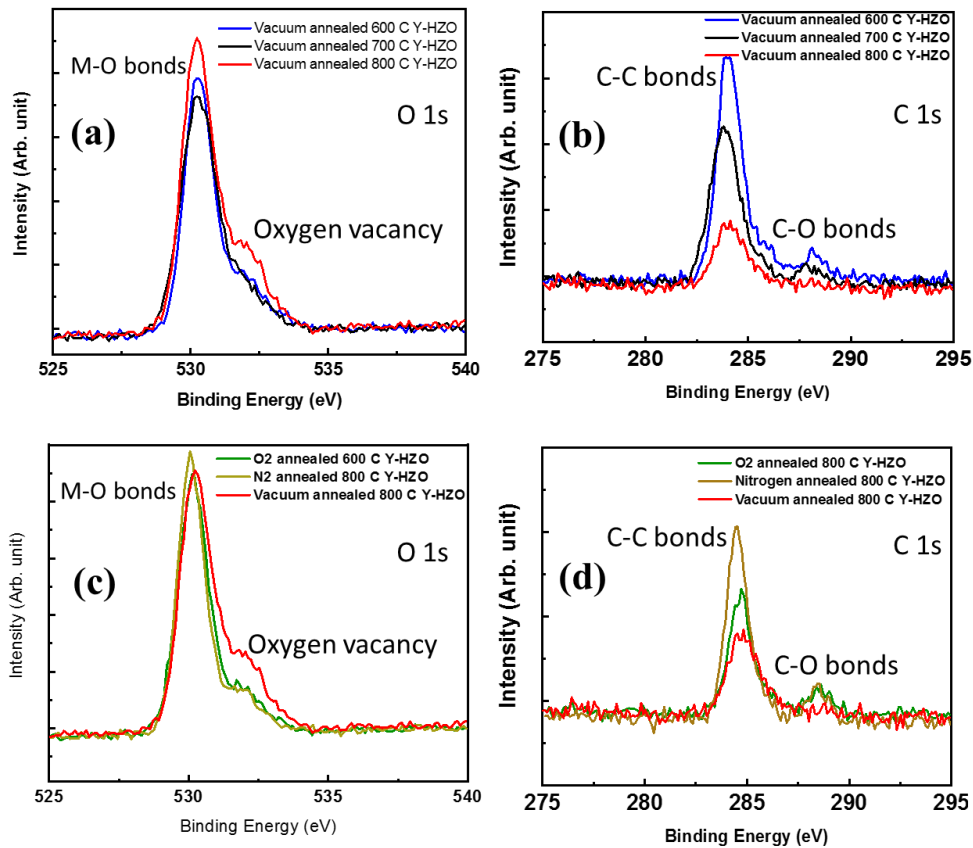 Vacuum annealed 600 C Y-HZO
Vacuum annealed 700 C Y-HZO
Vacuum annealed 800 C Y-HZO
M-O bonds
O 1s
(a)
Oxygen vacancy
Intensity (Arb. unit)
525 530 535 540
Binding Energy (eV)
Vacuum annealed 600 C Y-HZO
Vacuum annealed 700 C Y-HZO
Vacuum annealed 800 C Y-HZO
C-C bonds
C 1s
(b)
C-O bonds
Intensity (Arb. unit)
275 280 285 290 295
Binding Energy (eV)
O2 annealed 600 C Y-HZO
N2 annealed 800 C Y-HZO
Vacuum annealed 800 C Y-HZO
M-O bonds
O 1s
(c)
Oxygen vacancy
Intensity (Arb. unit)
525 530 535 540
Binding Energy (eV)
O2 annealed 800 C Y-HZO
Nitrogen annealed 800 C Y-HZO
Vacuum annealed 800 C Y-HZO
C-C bonds
C 1s
(d)
C-O bonds
Intensity (Arb. unit)
275 280 285 290 295
Binding Energy (eV)